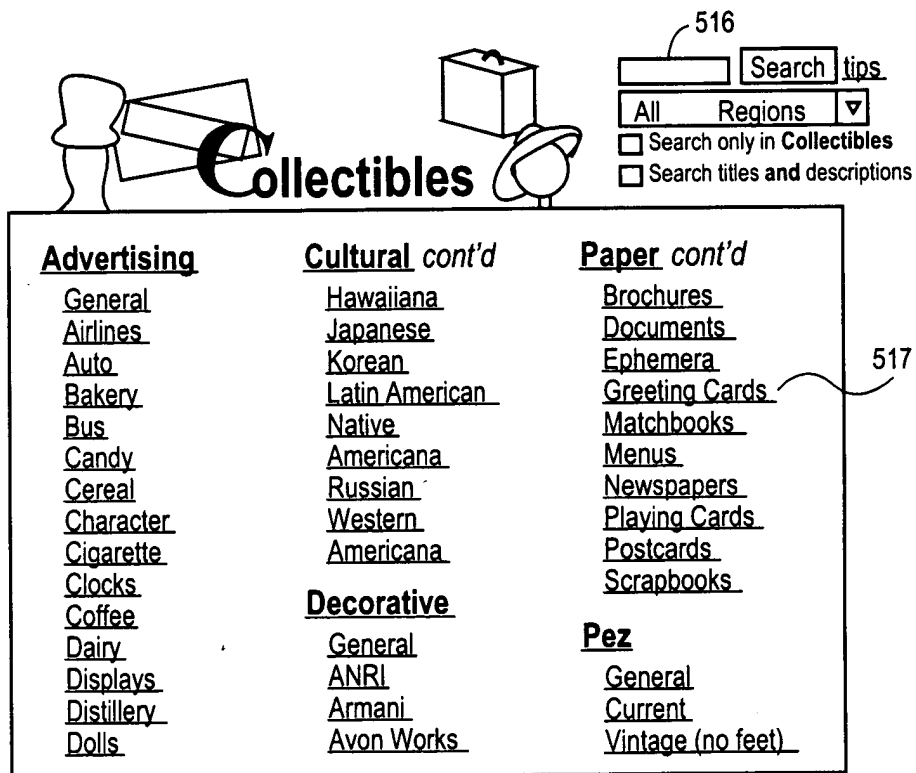 516
Search tips
All Regions
Search only in Collectibles
Search titles and descriptions
Collectibles
Advertising
General
Airlines
Auto
Bakery
Bus
Candy
Cereal
Character
Cigarette
Clocks
Coffee
Dairy
Displays
Distillery
Dolls
Cultural cont'd
Hawaiiana
Japanese
Korean
Latin American
Native
Americana
Russian
Western
Americana
Decorative
General
ANRI
Armani
Avon Works
Paper cont'd
Brochures
Documents
Ephemera
Greeting Cards
517
Matchbooks
Menus
Newspapers
Playing Cards
Postcards
Scrapbooks
Pez
General
Current
Vintage (no feet)